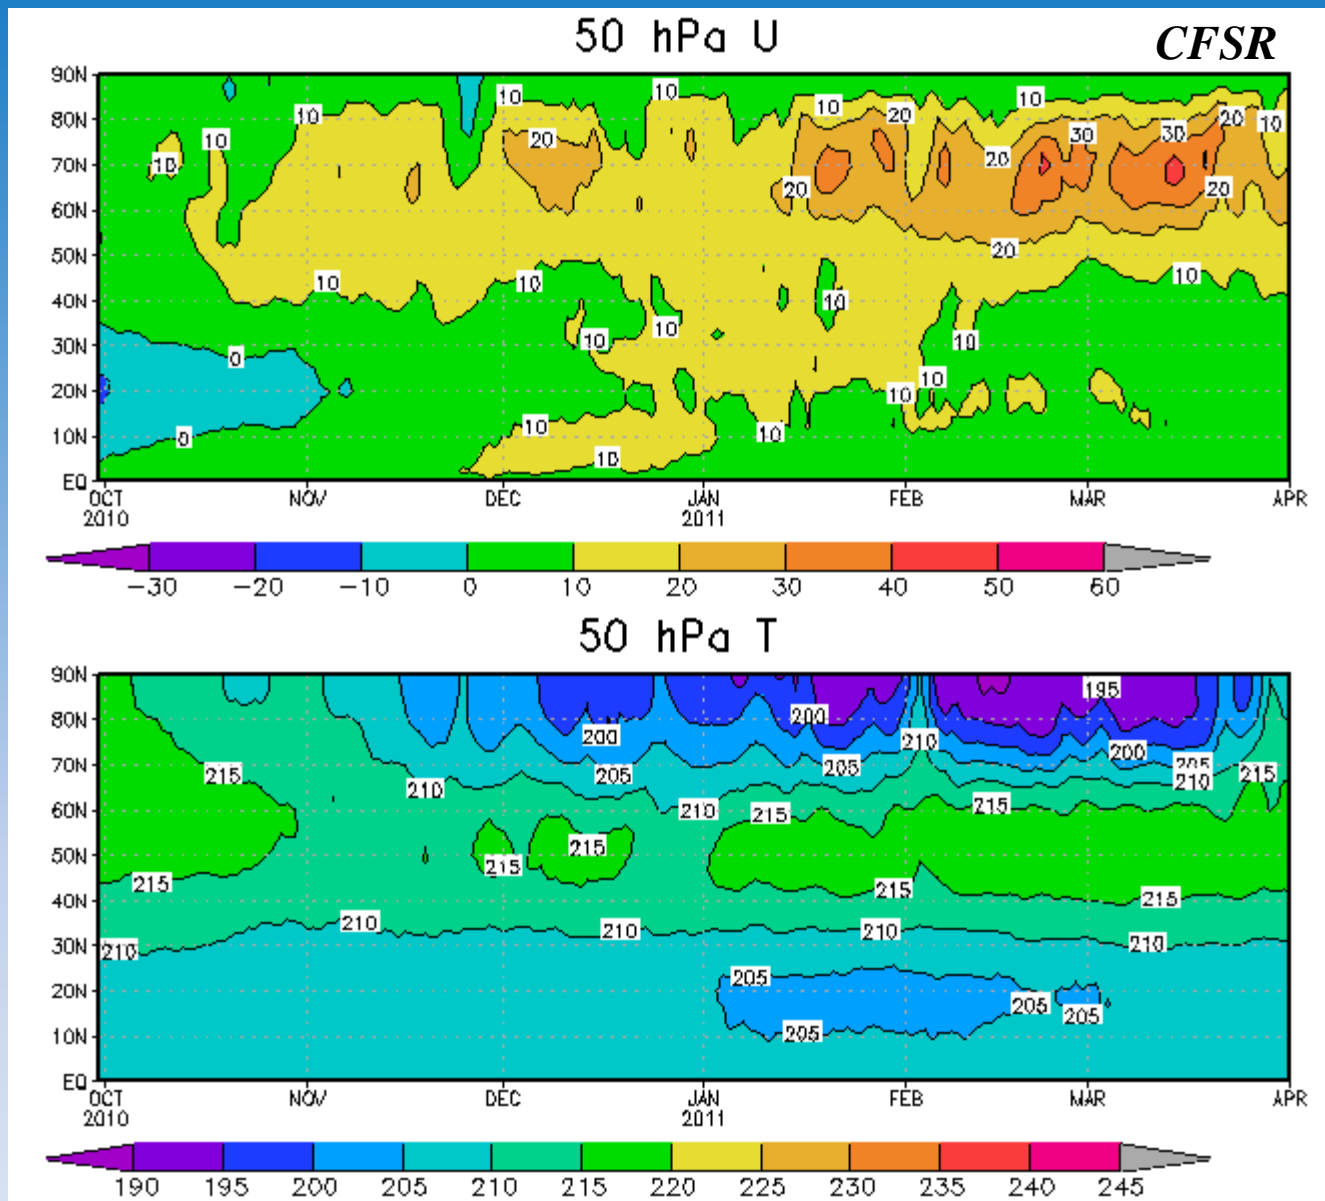 50 hPa U
CFSR
90N
80N
70N
60N
50N
40N
30N
20N
10N
EQ
10
10
10
10
20
10
10
20
10
20
30
30
20
10
20
20
20
10
10
10
10
10
10
10
0
10
10
10
10
0
10
10
OCT NOV DEC JAN FEB MAR APR
2010 2011
-30 -20 -10 0 10 20 30 40 50 60
50 hPa T
90N
80N
70N
60N
50N
40N
30N
20N
10N
EQ
195
200
200
210
200
215
205
205
205
215
210
210
210
215
215
215
215
215
215
215
210
210
210
210
210
205
205
205
205
OCT NOV DEC JAN FEB MAR APR
2010 2011
190 195 200 205 210 215 220 225 230 235 240 245